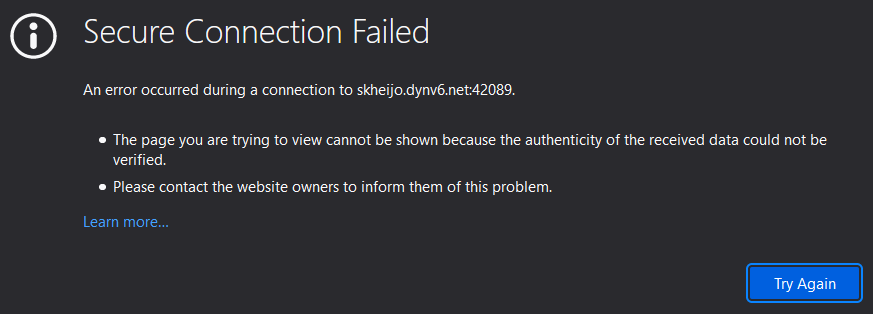 Secure Connection Failed
An error occurred during a connection to skheijo.dynv6.net:42089.
• The page you are trying to view cannot be shown because the authenticity of the received data could not be
verified.
• Please contact the website owners to inform them of this problem.
Learn more...
Try Again